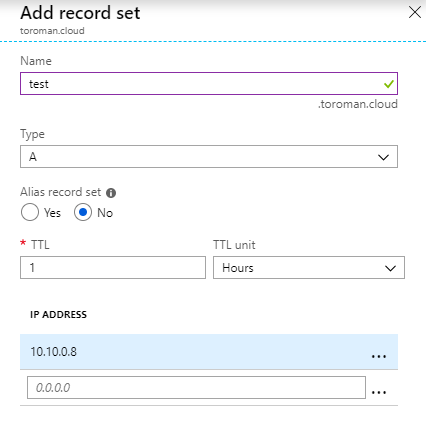 Add record set
toroman.cloud
Name
test
.toroman.cloud
Type
A
Alias record set
Yes No
* TTL TTL unit
1 Hours
IP ADDRESS
10.10.0.8 ...
0.0.0.0 ...